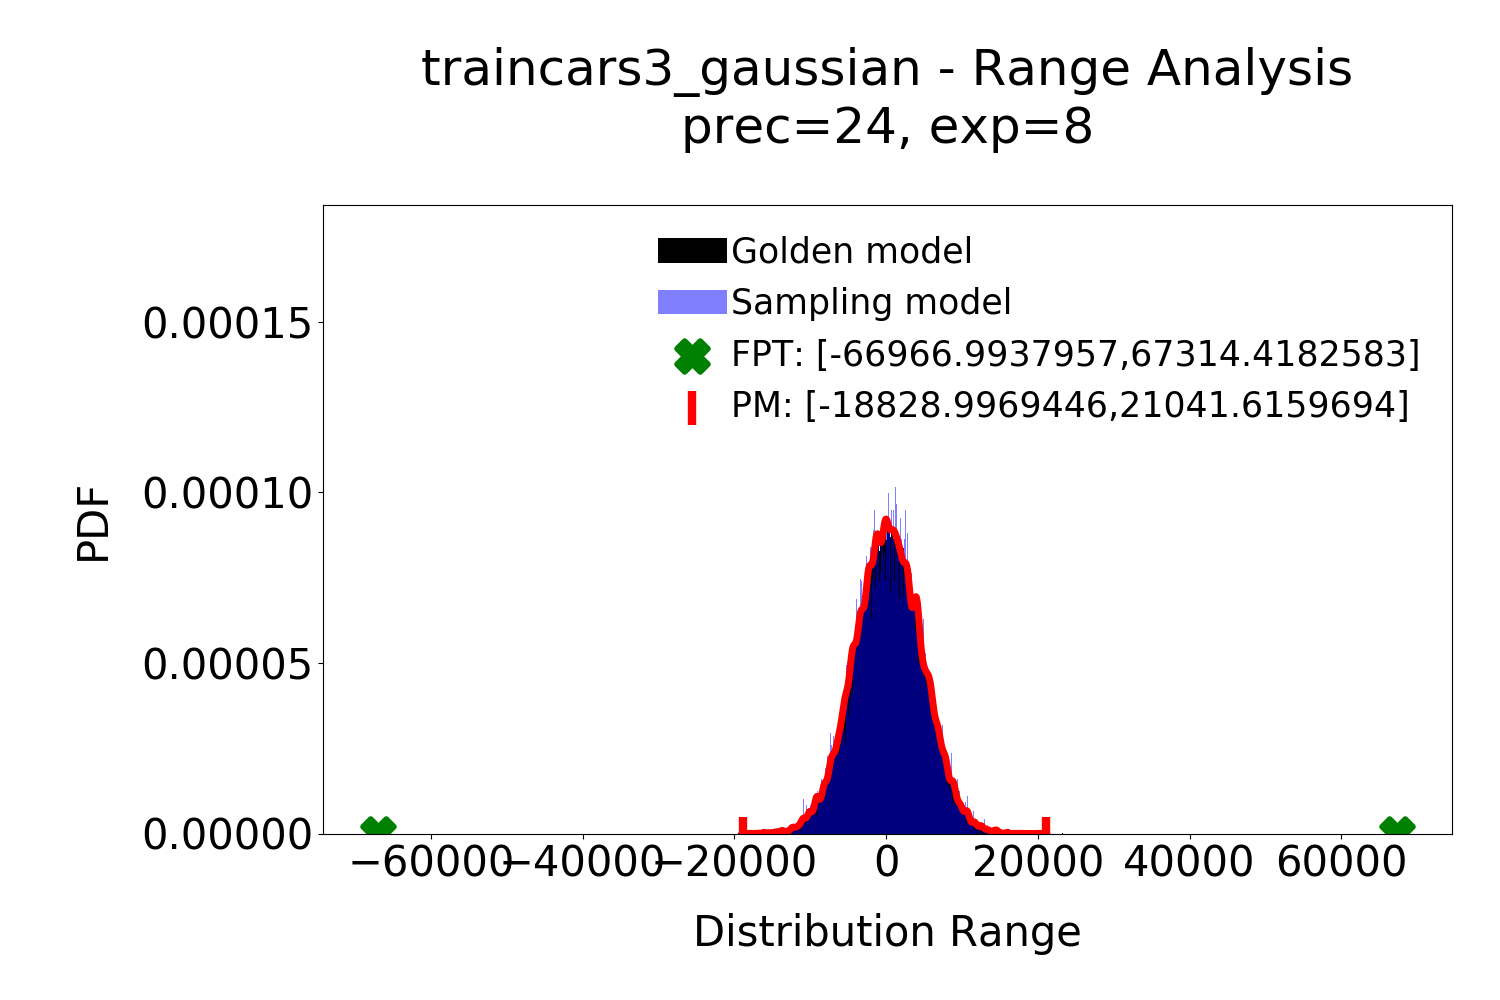 traincars3_gaussian - Range Analysis
prec=24, exp=8
Golden model
Sampling model
FPT: [-66966.9937957,67314.4182583]
PM: [-18828.9969446,21041.6159694]
PDF
0.00015
0.00010
0.00005
0.00000
−60000 −40000 −20000 0 20000 40000 60000
Distribution Range